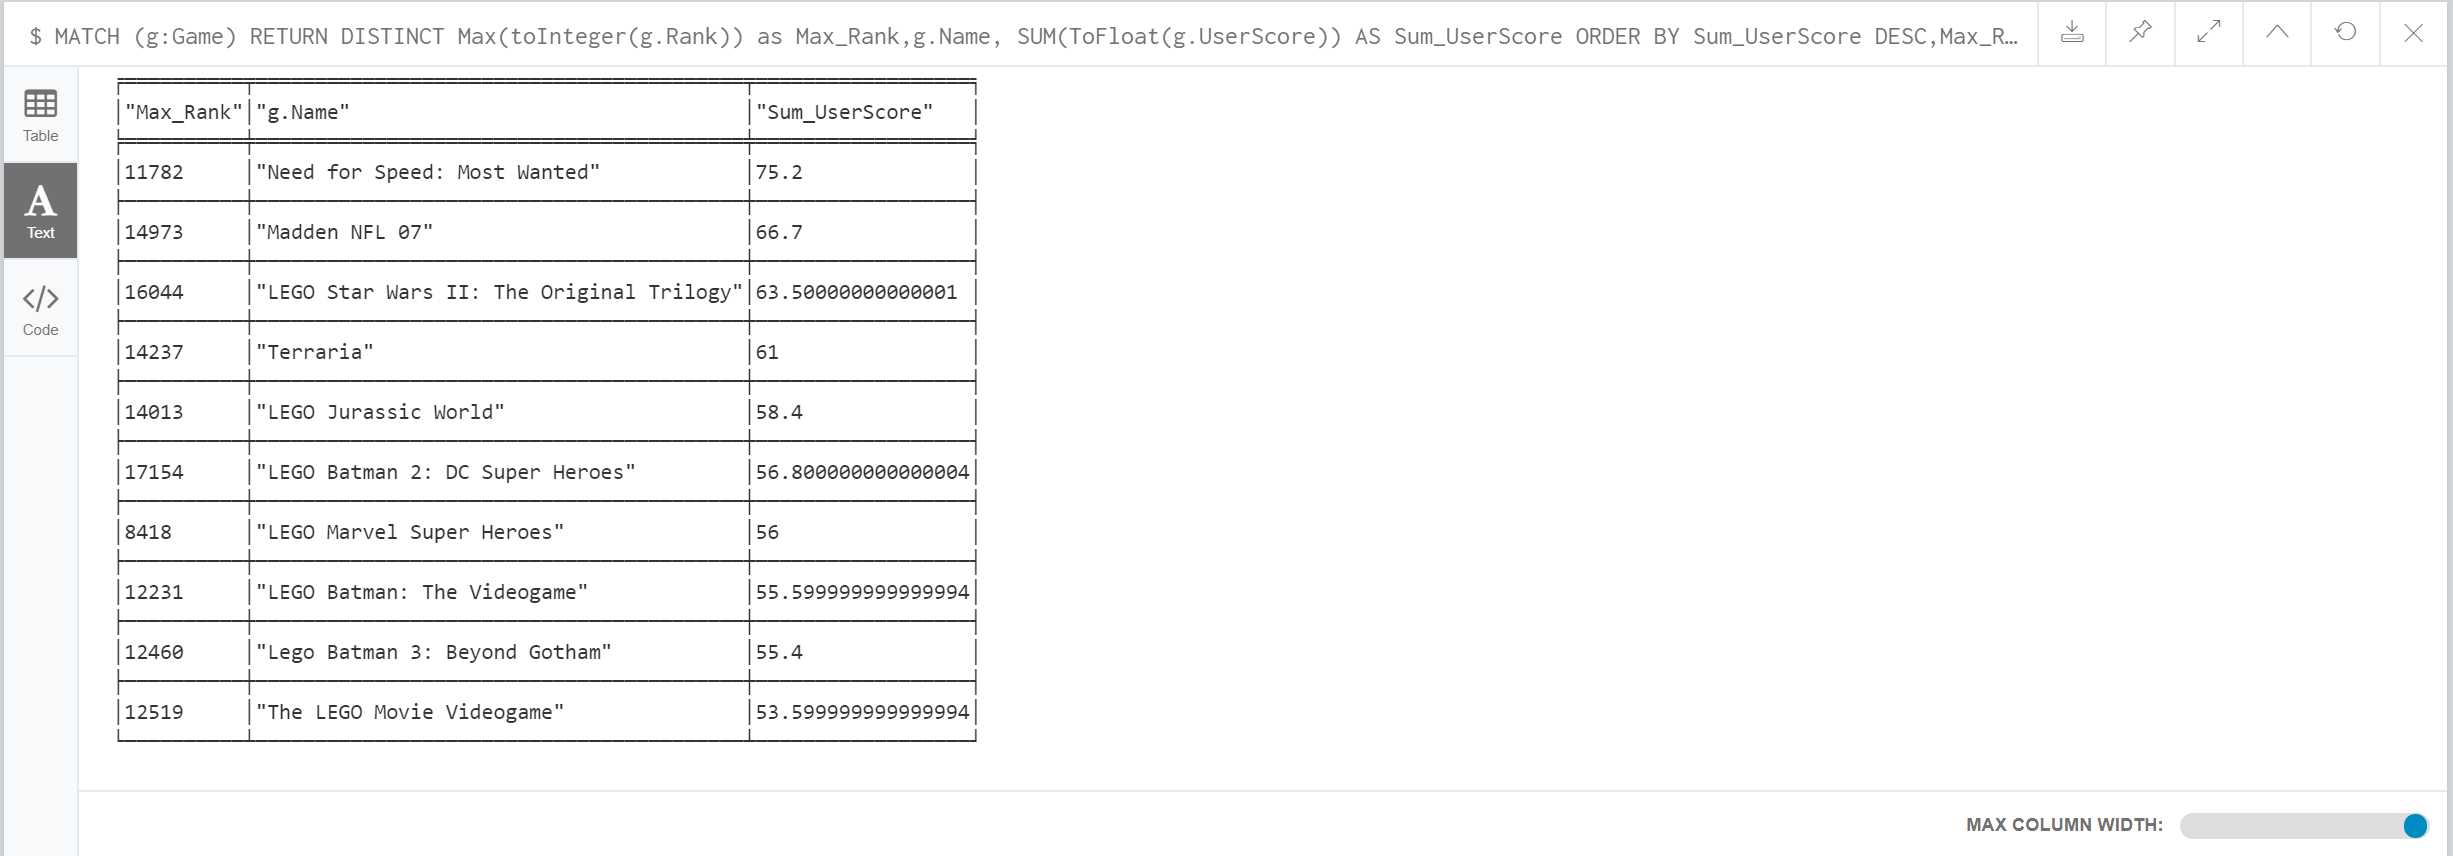 $ MATCH (g:Game) RETURN DISTINCT Max(toInteger(g.Rank)) as Max_Rank,g.Name, SUM(ToFloat(g.UserScore)) AS Sum_UserScore ORDER BY Sum_UserScore DESC,Max_R…
Table
Text
Code
"Max_Rank" "g.Name" "Sum_UserScore"
11782 "Need for Speed: Most Wanted" 75.2
14973 "Madden NFL 07" 66.7
16044 "LEGO Star Wars II: The Original Trilogy" 63.50000000000001
14237 "Terraria" 61
14013 "LEGO Jurassic World" 58.4
17154 "LEGO Batman 2: DC Super Heroes" 56.800000000000004
8418 "LEGO Marvel Super Heroes" 56
12231 "LEGO Batman: The Videogame" 55.599999999999994
12460 "Lego Batman 3: Beyond Gotham" 55.4
12519 "The LEGO Movie Videogame" 53.599999999999994
MAX COLUMN WIDTH: